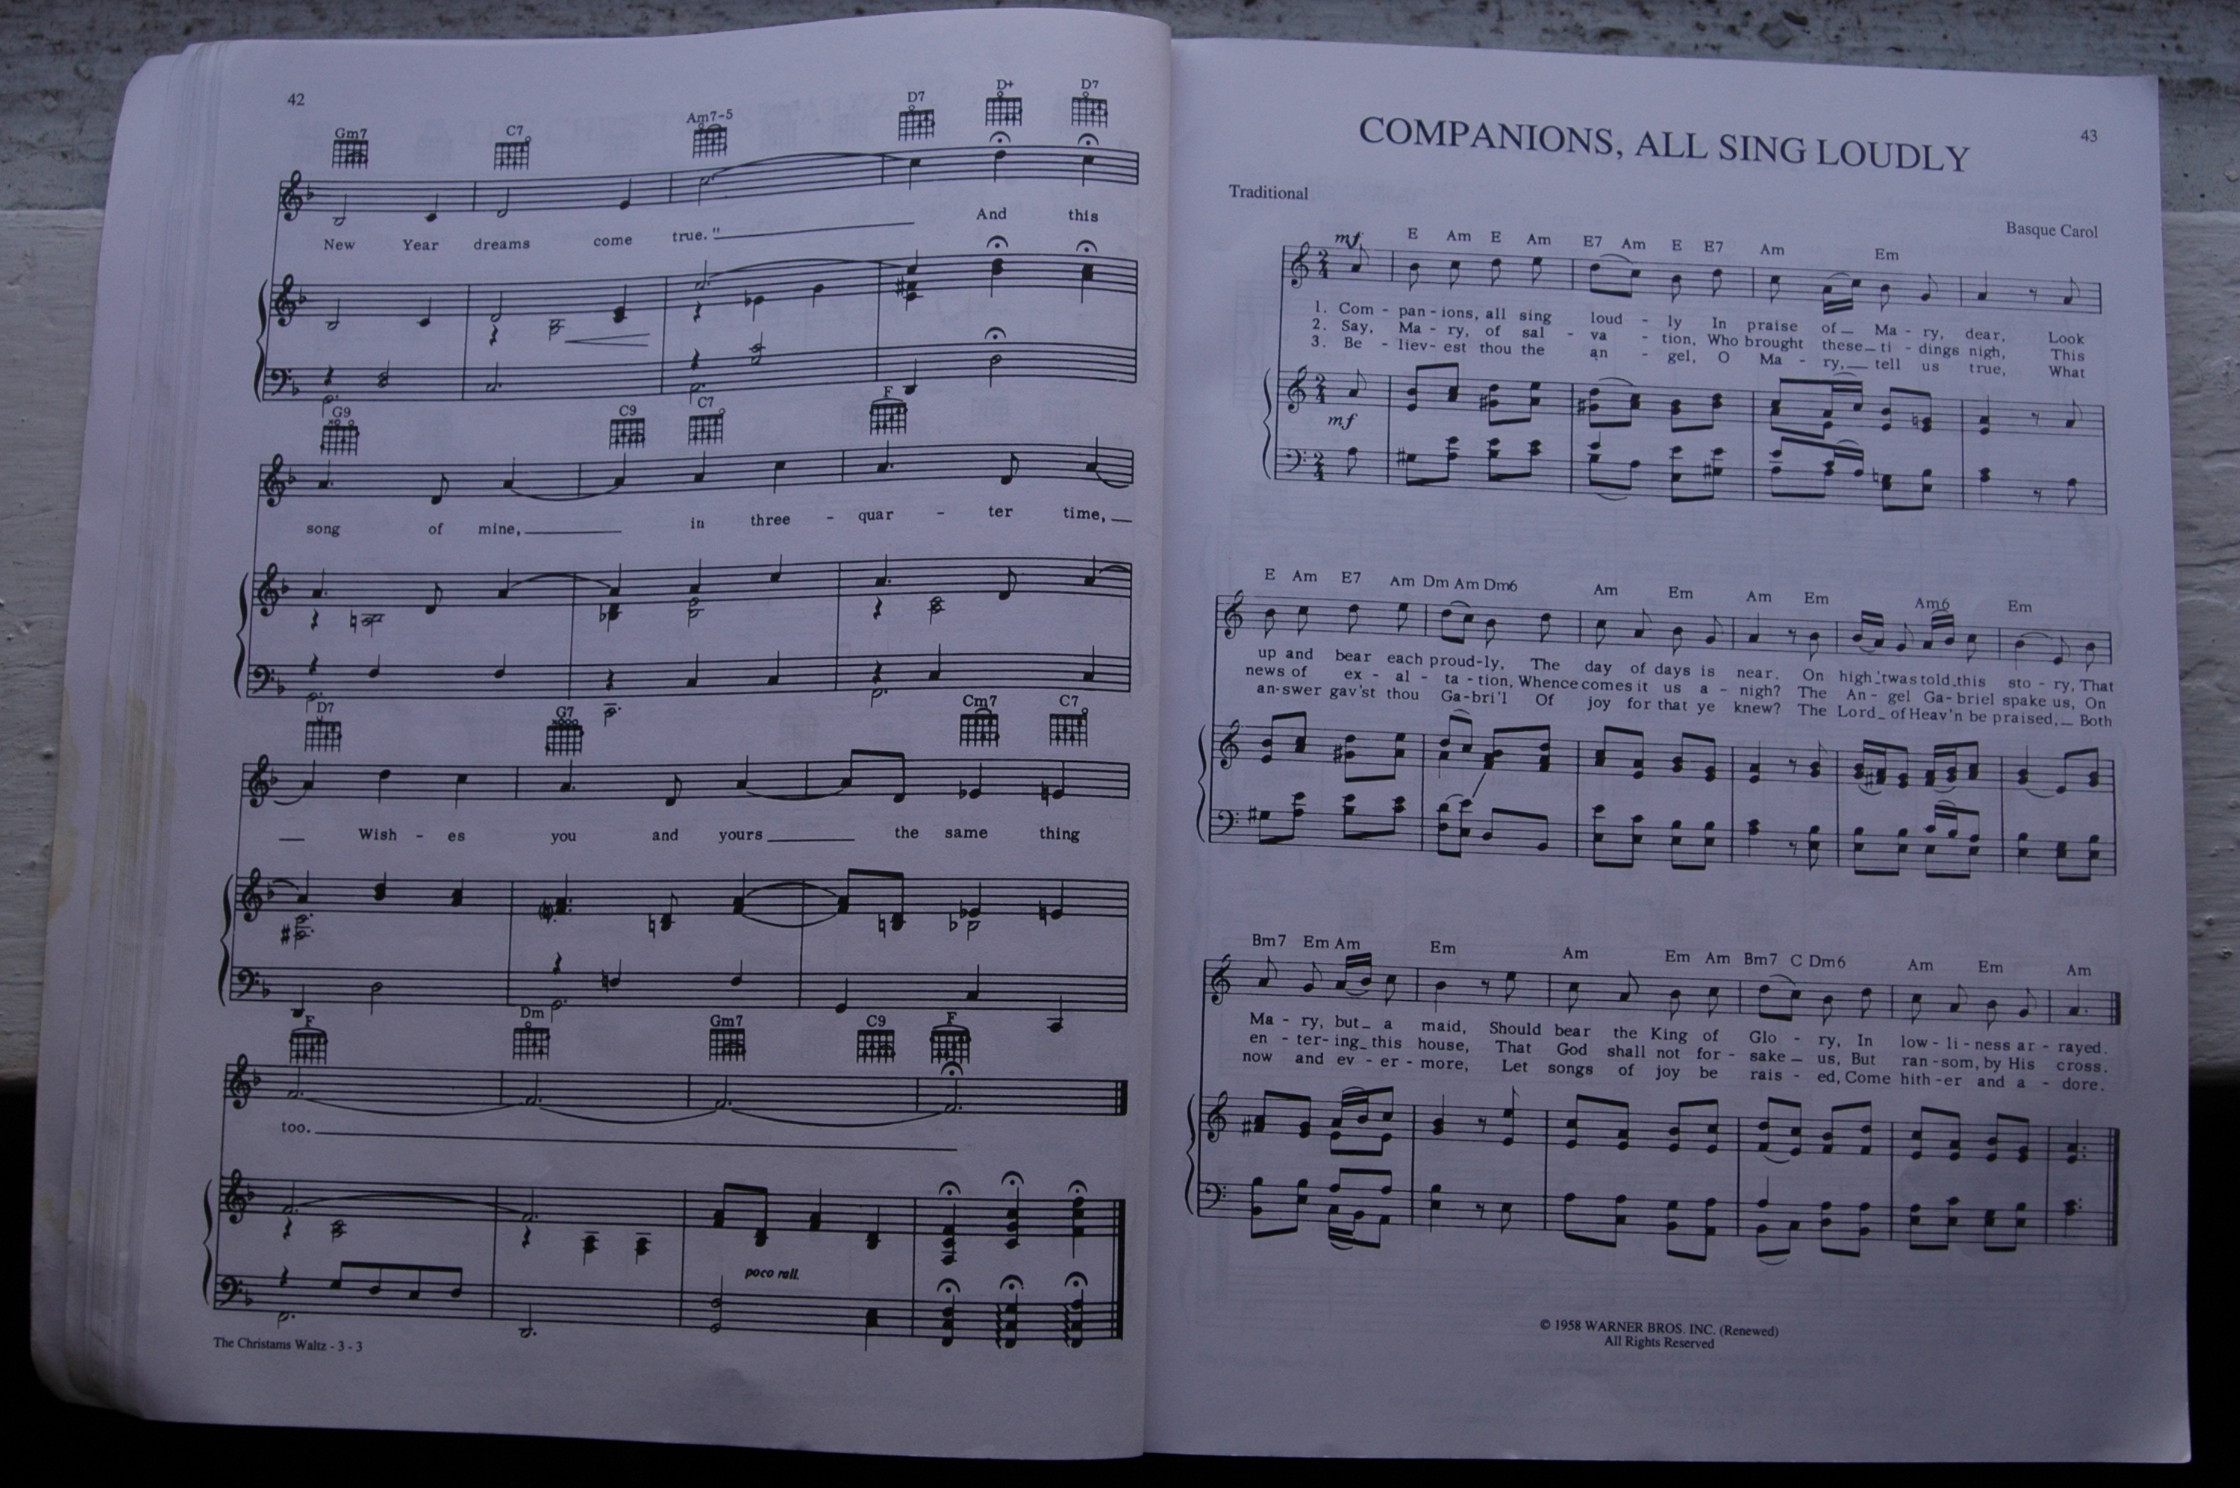 42
Gm7 C7 Am7-5 D7 D+ D7
New Year dreams come true." And this
G9 C9 C7 F
song of mine, in three - quar - ter time,
D7 G7 Cm7 C7
Wish - es you and yours the same thing
F Dm Gm7 C9 F
too.
poco rall.
The Christams Waltz - 3 - 3
43
COMPANIONS, ALL SING LOUDLY
Traditional
Basque Carol
mf E Am E Am E7 Am E E7 Am Em
1. Com - pan - ions, all sing loud - ly In praise of Ma - ry, dear, Look
2. Say, Ma - ry, of sal - va - tion, Who brought these ti - dings nigh, This
3. Be - liev - est thou the an - gel, O Ma - ry, tell us true, What
mf
E Am E7 Am Dm Am Dm6 Am Em Am Em Am6 Em
up and bear each proud-ly, The day of days is near. On high 'twas told this sto - ry, That
news of ex - al - ta - tion, Whence comes it us a - nigh? The An - gel Ga - briel spake us, On
an-swer gav'st thou Ga-bri'l Of joy for that ye knew? The Lord of Heav'n be praised, Both
Bm7 Em Am Em Am Em Am Bm7 C Dm6 Am Em Am
Ma - ry, but a maid, Should bear the King of Glo - ry, In low - li - ness ar - rayed.
en - ter - ing this house, That God shall not for - sake us, But ran - som, by His cross.
now and ev - er - more, Let songs of joy be rais - ed, Come hith - er and a - dore.
© 1958 WARNER BROS. INC. (Renewed)
All Rights Reserved